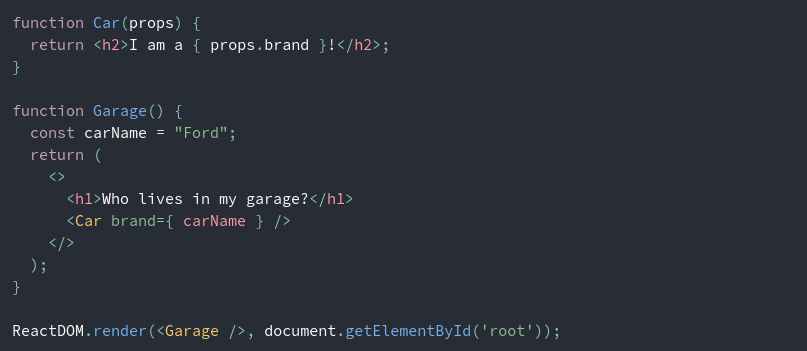 function Car(props) {
  return <h2>I am a { props.brand }!</h2>;
}

function Garage() {
  const carName = "Ford";
  return (
    <>
      <h1>Who lives in my garage?</h1>
      <Car brand={ carName } />
    </>
  );
}

ReactDOM.render(<Garage />, document.getElementById('root'));